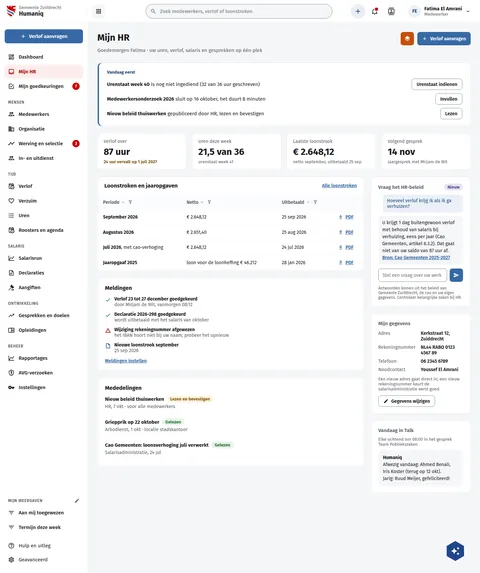 Gemeente Zuiddrecht
Humaniq
Zoek medewerkers, verlof of loonstroken
FE
Fatima El Amrani
Medewerker
Verlof aanvragen
Dashboard
Mijn HR
Mijn goedkeuringen
MENSEN
Medewerkers
Organisatie
Werving en selectie
In- en uitdienst
TIJD
Verlof
Verzuim
Uren
Roosters en agenda
SALARIS
Salarisrun
Declaraties
Aangiften
ONTWIKKELING
Gesprekken en doelen
Opleidingen
BEHEER
Rapportages
AVG-verzoeken
Instellingen
MIJN WEERGAVEN
Aan mij toegewezen
Termijn deze week
Hulp en uitleg
Geavanceerd
Mijn HR
Goedemorgen Fatima · uw uren, verlof, salaris en gesprekken op één plek
Verlof aanvragen
Vandaag eerst
Urenstaat week 40 is nog niet ingediend (32 van 36 uur geschreven)
Urenstaat indienen
Medewerkersonderzoek 2026 sluit op 16 oktober, het duurt 8 minuten
Invullen
Nieuw beleid thuiswerken gepubliceerd door HR, lezen en bevestigen
Lezen
Verlof over
87 uur
24 uur vervalt op 1 juli 2027
Uren deze week
21,5 van 36
urenstaat week 41
Laatste loonstrook
€ 2.648,12
netto september, uitbetaald 25 sep
Volgend gesprek
14 nov
jaargesprek met Mirjam de Wit
Loonstroken en jaaropgaven
Alle loonstroken
Periode
Netto
Uitbetaald
September 2026
€ 2.648,12
25 sep 2026
PDF
Augustus 2026
€ 2.651,40
25 aug 2026
PDF
Juli 2026, met cao-verhoging
€ 2.648,12
24 jul 2026
PDF
Jaaropgaaf 2025
loon voor de loonheffing € 46.212
28 jan 2026
PDF
Meldingen
Verlof 23 tot 27 december goedgekeurd
door Mirjam de Wit, vanmorgen 08:12
Declaratie 2026-298 goedgekeurd
wordt uitbetaald met het salaris van oktober
Wijziging rekeningnummer afgewezen
het IBAN hoort niet bij uw naam; probeer het opnieuw
Nieuwe loonstrook september
25 sep 2026
Meldingen instellen
Mededelingen
Nieuw beleid thuiswerken
Lezen en bevestigen
HR, 7 okt · voor alle medewerkers
Griepprik op 22 oktober
Gelezen
Arbodienst, 1 okt · locatie stadskantoor
Cao Gemeenten: loonsverhoging juli verwerkt
Gelezen
Salarisadministratie, 24 jul
Vraag het HR-beleid
Nieuw
Hoeveel verlof krijg ik als ik ga verhuizen?
U krijgt 1 dag buitengewoon verlof
met behoud van salaris bij
verhuizing, eens per jaar (Cao
Gemeenten, artikel 6.2). Dat gaat
niet van uw saldo van 87 uur af.
Bron: Cao Gemeenten 2025-2027
Stel een vraag over uw werk
Antwoorden komen uit het beleid van
Gemeente Zuiddrecht, de cao en uw eigen
gegevens. Controleer belangrijke zaken bij HR
Mijn gegevens
Adres
Kerkstraat 12,
Zuiddrecht
Rekeningnummer
NL44 RABO 0123
4567 89
Telefoon
06 2345 6789
Noodcontact
Youssef El Amrani
Een nieuw adres gaat direct in; een nieuw
rekeningnummer keurt de
salarisadministratie eerst goed
Gegevens wijzigen
Vandaag in Talk
Elke ochtend om 08:00 in het gesprek
Team Publiekszaken
Humaniq
Afwezig vandaag: Ahmed Benali,
Iris Koster (terug op 12 okt).
Jarig: Ruud Meijer, gefeliciteerd!